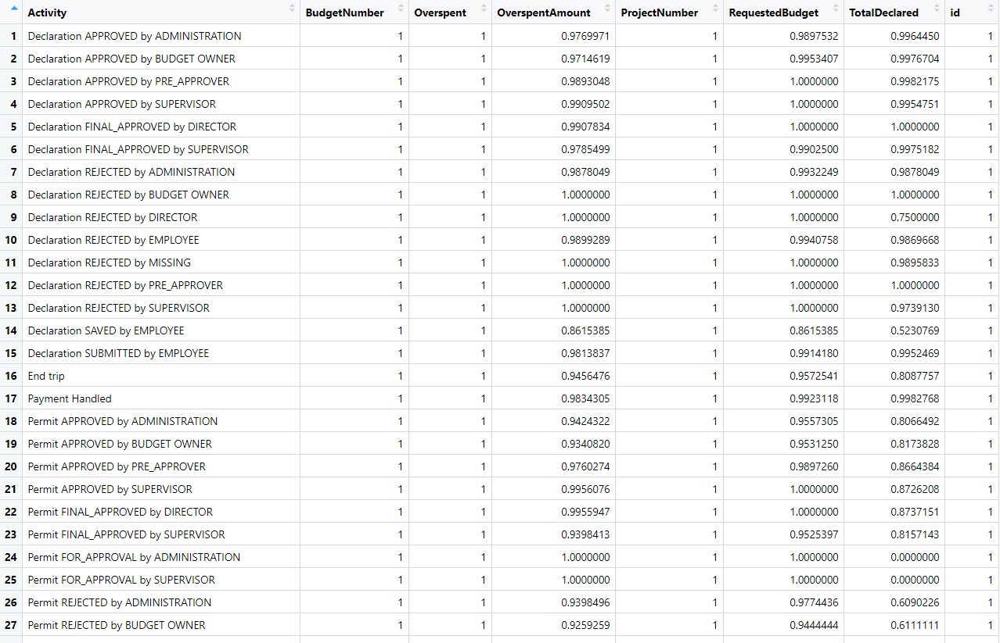 Activity BudgetNumber Overspent OverspentAmount ProjectNumber RequestedBudget TotalDeclared id
1 Declaration APPROVED by ADMINISTRATION 1 1 0.9769971 1 0.9897532 0.9964450 1
2 Declaration APPROVED by BUDGET OWNER 1 1 0.9714619 1 0.9953407 0.9976704 1
3 Declaration APPROVED by PRE_APPROVER 1 1 0.9893048 1 1.0000000 0.9982175 1
4 Declaration APPROVED by SUPERVISOR 1 1 0.9909502 1 1.0000000 0.9954751 1
5 Declaration FINAL_APPROVED by DIRECTOR 1 1 0.9907834 1 1.0000000 1.0000000 1
6 Declaration FINAL_APPROVED by SUPERVISOR 1 1 0.9785499 1 0.9902500 0.9975182 1
7 Declaration REJECTED by ADMINISTRATION 1 1 0.9878049 1 0.9932249 0.9878049 1
8 Declaration REJECTED by BUDGET OWNER 1 1 1.0000000 1 1.0000000 1.0000000 1
9 Declaration REJECTED by DIRECTOR 1 1 1.0000000 1 1.0000000 0.7500000 1
10 Declaration REJECTED by EMPLOYEE 1 1 0.9899289 1 0.9940758 0.9869668 1
11 Declaration REJECTED by MISSING 1 1 1.0000000 1 1.0000000 0.9895833 1
12 Declaration REJECTED by PRE_APPROVER 1 1 1.0000000 1 1.0000000 1.0000000 1
13 Declaration REJECTED by SUPERVISOR 1 1 1.0000000 1 1.0000000 0.9739130 1
14 Declaration SAVED by EMPLOYEE 1 1 0.8615385 1 0.8615385 0.5230769 1
15 Declaration SUBMITTED by EMPLOYEE 1 1 0.9813837 1 0.9914180 0.9952469 1
16 End trip 1 1 0.9456476 1 0.9572541 0.8087757 1
17 Payment Handled 1 1 0.9834305 1 0.9923118 0.9982768 1
18 Permit APPROVED by ADMINISTRATION 1 1 0.9424322 1 0.9557305 0.8066492 1
19 Permit APPROVED by BUDGET OWNER 1 1 0.9340820 1 0.9531250 0.8173828 1
20 Permit APPROVED by PRE_APPROVER 1 1 0.9760274 1 0.9897260 0.8664384 1
21 Permit APPROVED by SUPERVISOR 1 1 0.9956076 1 1.0000000 0.8726208 1
22 Permit FINAL_APPROVED by DIRECTOR 1 1 0.9955947 1 1.0000000 0.8737151 1
23 Permit FINAL_APPROVED by SUPERVISOR 1 1 0.9398413 1 0.9525397 0.8157143 1
24 Permit FOR_APPROVAL by ADMINISTRATION 1 1 1.0000000 1 1.0000000 0.0000000 1
25 Permit FOR_APPROVAL by SUPERVISOR 1 1 1.0000000 1 1.0000000 0.0000000 1
26 Permit REJECTED by ADMINISTRATION 1 1 0.9398496 1 0.9774436 0.6090226 1
27 Permit REJECTED by BUDGET OWNER 1 1 0.9259259 1 0.9444444 0.6111111 1